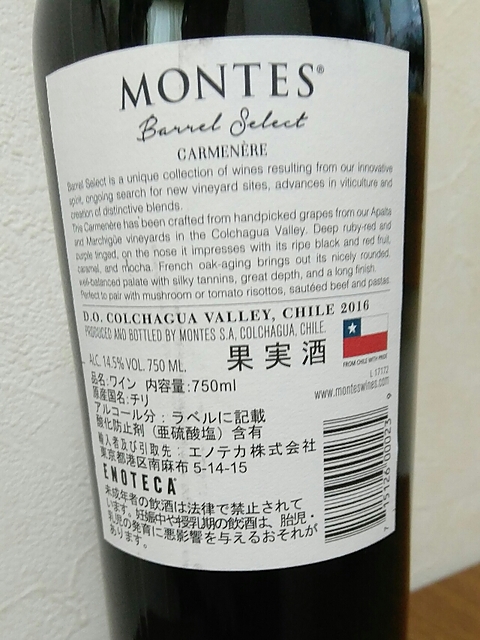 MONTES®
Barrel Select
CARMENÈRE
Barrel Select is a unique collection of wines resulting from our innovative
spirit, ongoing search for new vineyard sites, advances in viticulture and
creation of distinctive blends.
This Carmenère has been crafted from handpicked grapes from our Apalta
and Marchigüe vineyards in the Colchagua Valley. Deep ruby-red and
purple tinged, on the nose it impresses with its ripe black and red fruit,
caramel, and mocha. French oak-aging brings out its nicely rounded,
well-balanced palate with silky tannins, great depth, and a long finish.
Perfect to pair with mushroom or tomato risottos, sautéed beef and pastas.
D.O. COLCHAGUA VALLEY, CHILE 2016
PRODUCED AND BOTTLED BY MONTES S.A, COLCHAGUA, CHILE.
ALC. 14.5% VOL. 750 ML.
果実酒
FROM CHILE WITH PRIDE
L 17172
www.monteswines.com
品名:ワイン 内容量:750ml
原産国名:チリ
アルコール分:ラベルに記載
酸化防止剤(亜硫酸塩)含有
輸入者及び引取先:エノテカ株式会社
東京都港区南麻布 5-14-15
ENOTECA
未成年者の飲酒は法律で禁止されて
います。妊娠中や授乳期の飲酒は、胎児・
乳児の発育に悪影響を与えるおそれが
あります。